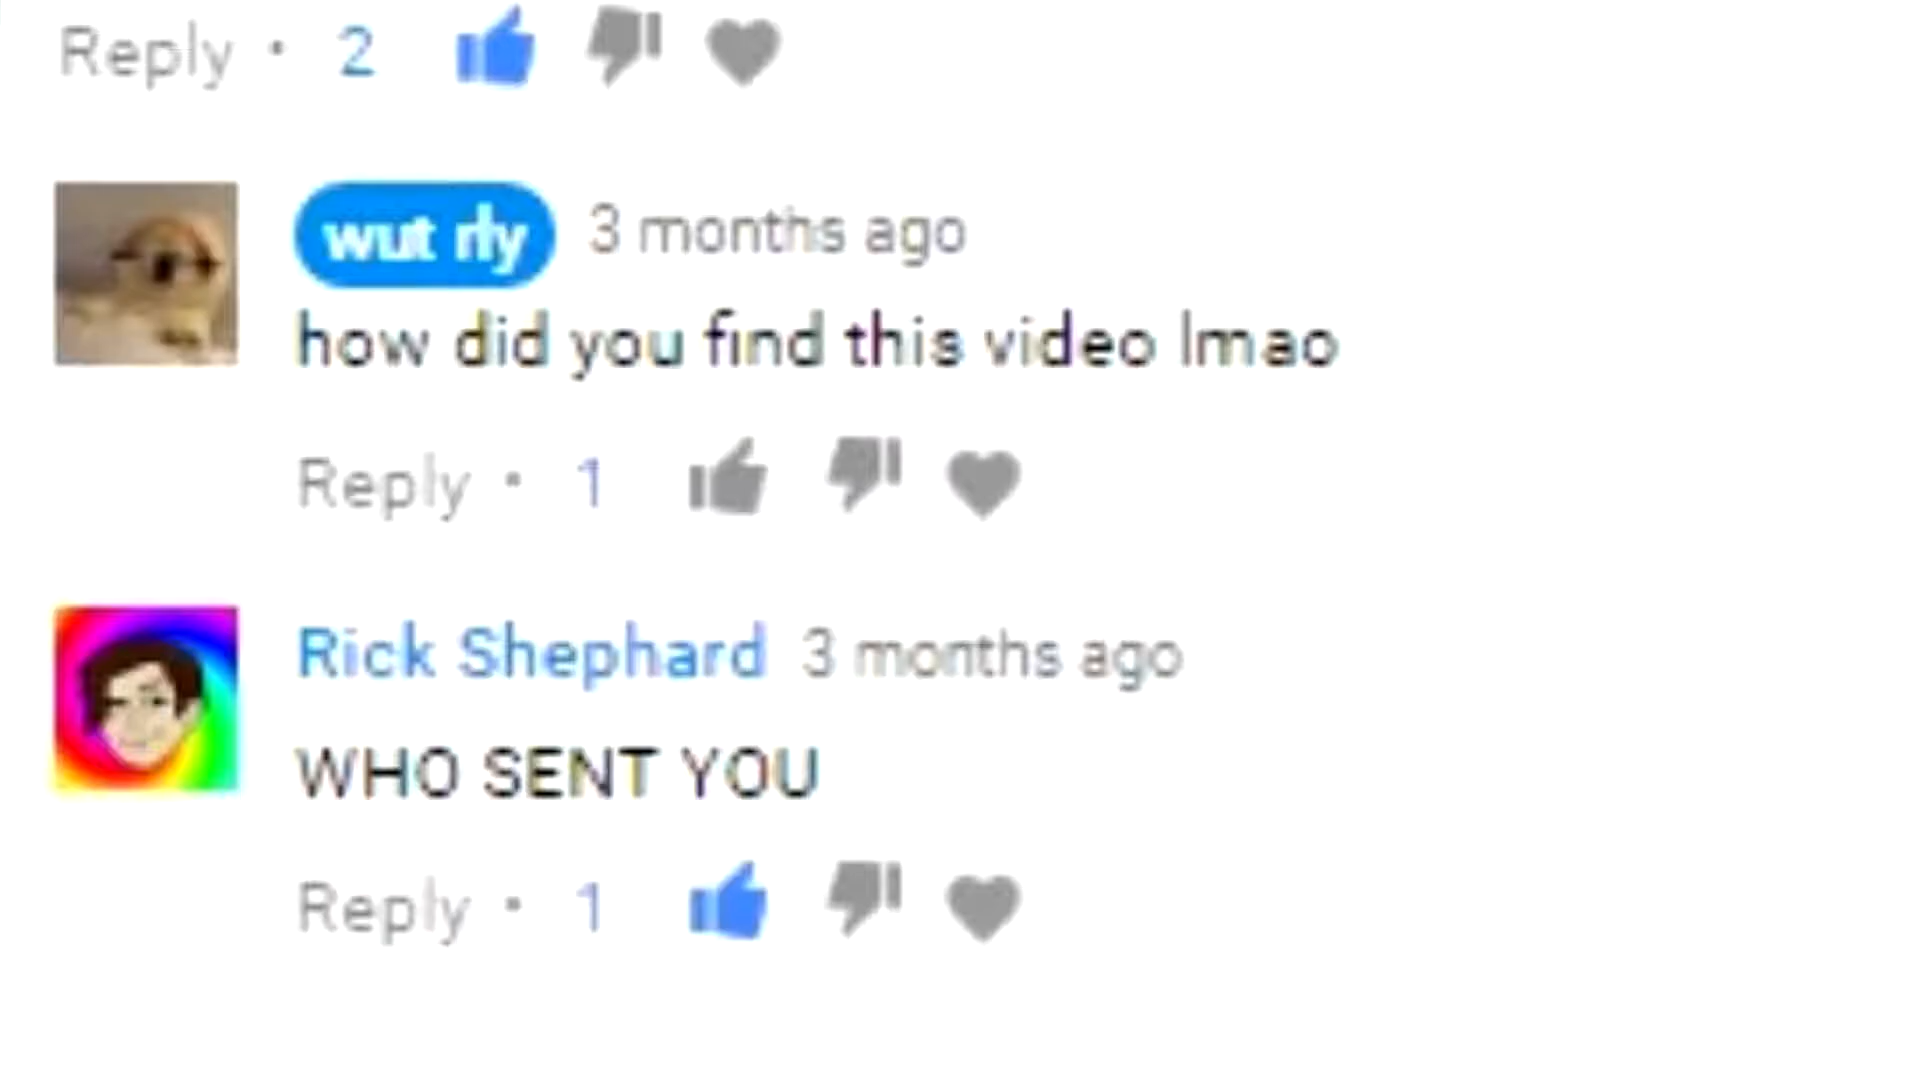 Reply • 2
wut rly 3 months ago
how did you find this video lmao
Reply • 1
Rick Shephard 3 months ago
WHO SENT YOU
Reply • 1